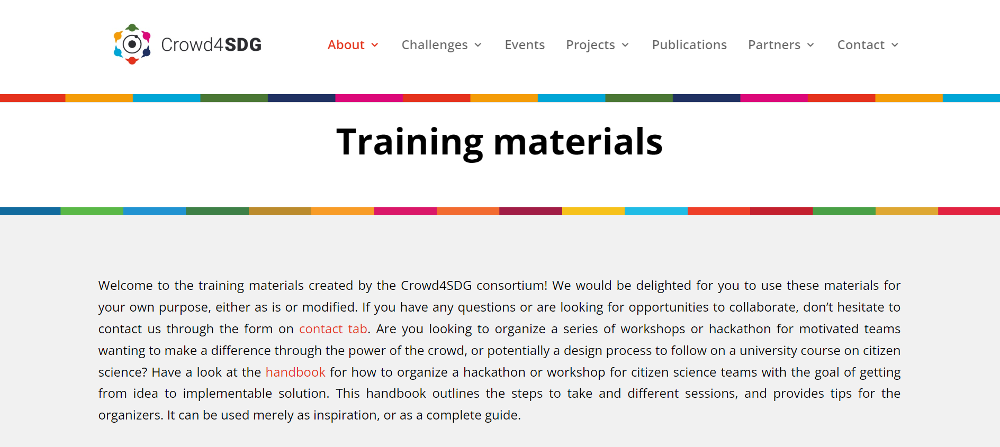 Crowd4SDG
About Challenges Events Projects Publications Partners Contact
Training materials
Welcome to the training materials created by the Crowd4SDG consortium! We would be delighted for you to use these materials for
your own purpose, either as is or modified. If you have any questions or are looking for opportunities to collaborate, don’t hesitate to
contact us through the form on contact tab. Are you looking to organize a series of workshops or hackathon for motivated teams
wanting to make a difference through the power of the crowd, or potentially a design process to follow on a university course on citizen
science? Have a look at the handbook for how to organize a hackathon or workshop for citizen science teams with the goal of getting
from idea to implementable solution. This handbook outlines the steps to take and different sessions, and provides tips for the
organizers. It can be used merely as inspiration, or as a complete guide.